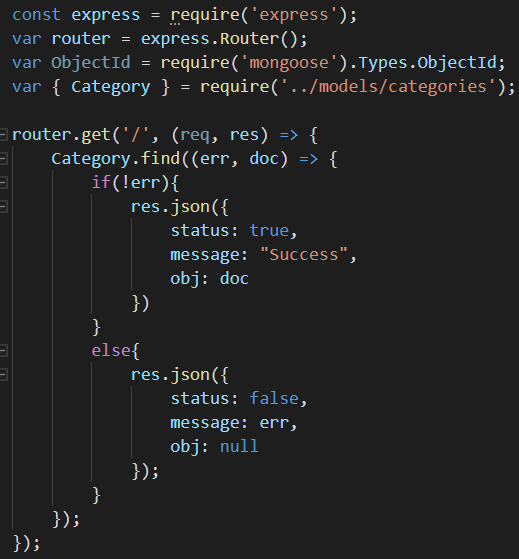 const express = require('express');
var router = express.Router();
var ObjectId = require('mongoose').Types.ObjectId;
var { Category } = require('../models/categories');
router.get('/', (req, res) => {
    Category.find((err, doc) => {
        if(!err){
            res.json({
                status: true,
                message: "Success",
                obj: doc
            })
        }
        else{
            res.json({
                status: false,
                message: err,
                obj: null
            });
        }
    });
});